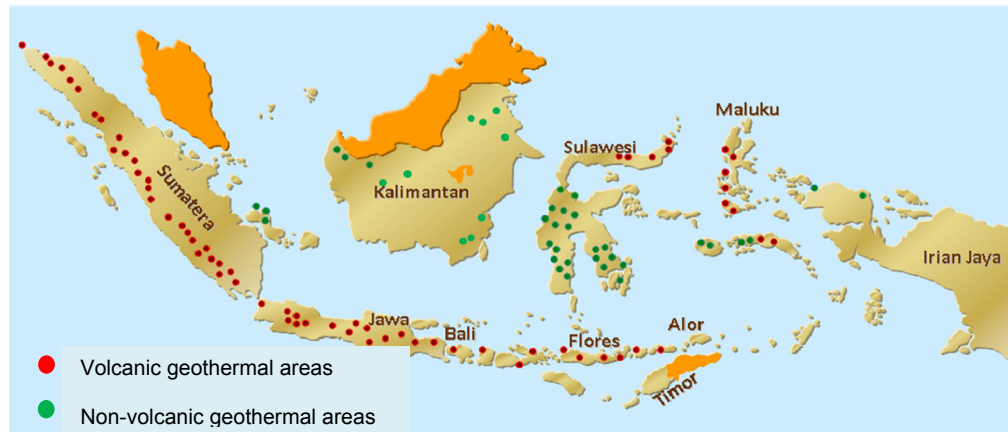 Maluku
Sulawesi
Kalimantan
Sumatera
Irian Jaya
Jawa
Bali
Flores
Alor
Timor
Volcanic geothermal areas
Non-volcanic geothermal areas